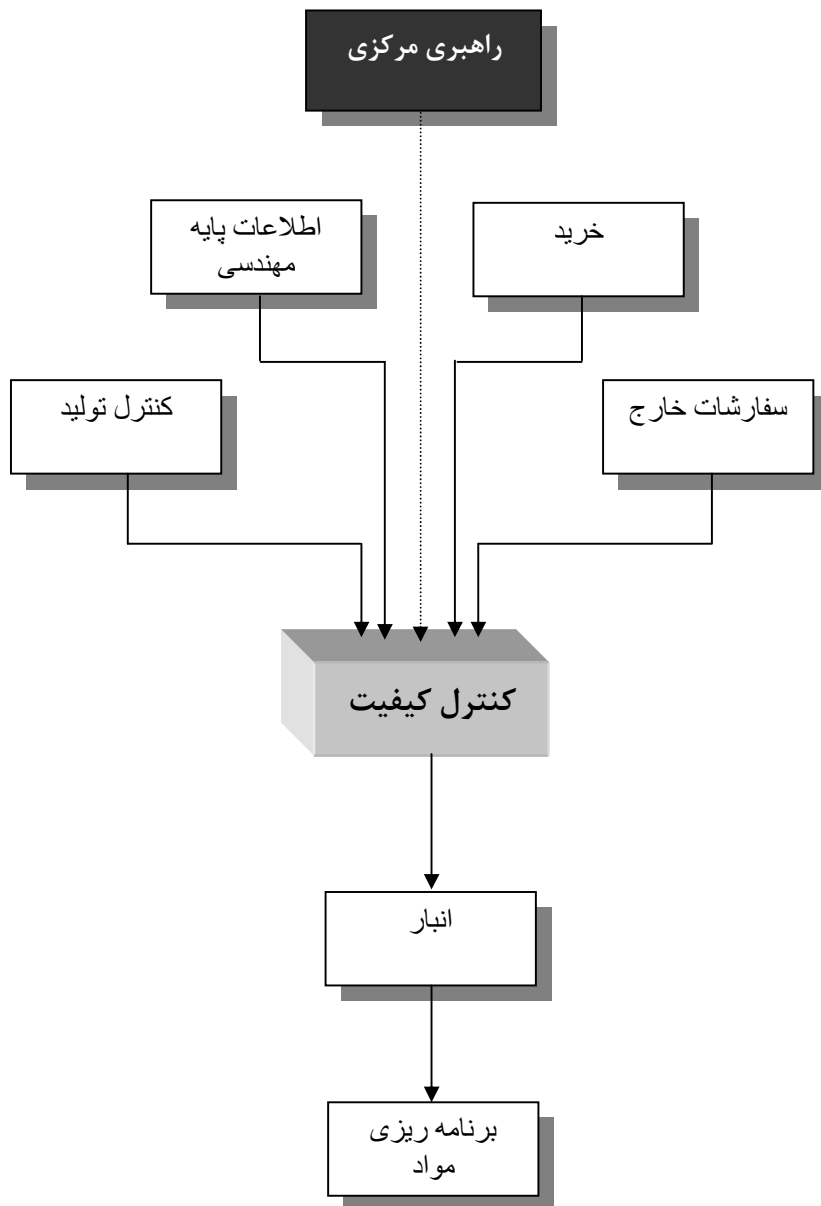 راهبری مرکزی
خرید
اطلاعات پایه
مهندسی
سفارشات خارج
کنترل تولید
کنترل کیفیت
انبار
برنامه ریزی
مواد